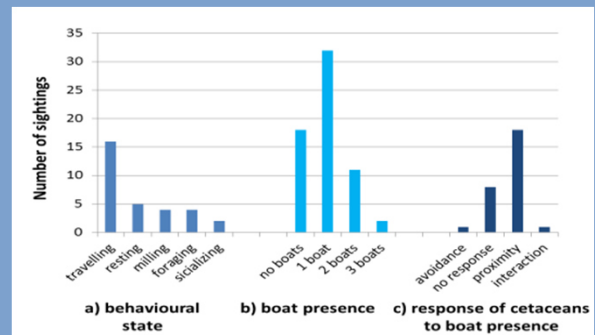 35
30
25
20
15
10
5
0
Number of sightings
travelling
resting
milling
foraging
sicializing
no boats
1 boat
2 boats
3 boats
avoidance
no response
proximity
interaction
a) behavioural
state
b) boat presence
c) response of cetaceans
to boat presence